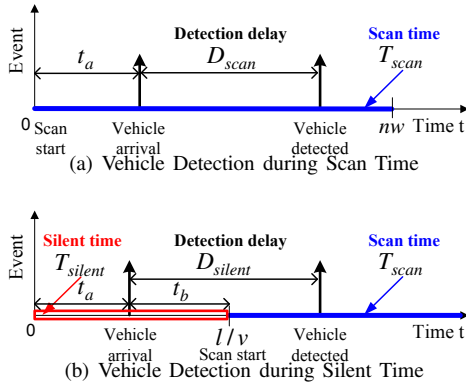 Event
Detection delay
Scan time
t_a
D_scan
T_scan
0
Scan start
Vehicle arrival
Vehicle detected
nw
Time t
(a) Vehicle Detection during Scan Time
Event
Silent time
Detection delay
Scan time
T_silent
D_silent
T_scan
t_a
t_b
0
Vehicle arrival
l / v
Scan start
Vehicle detected
Time t
(b) Vehicle Detection during Silent Time